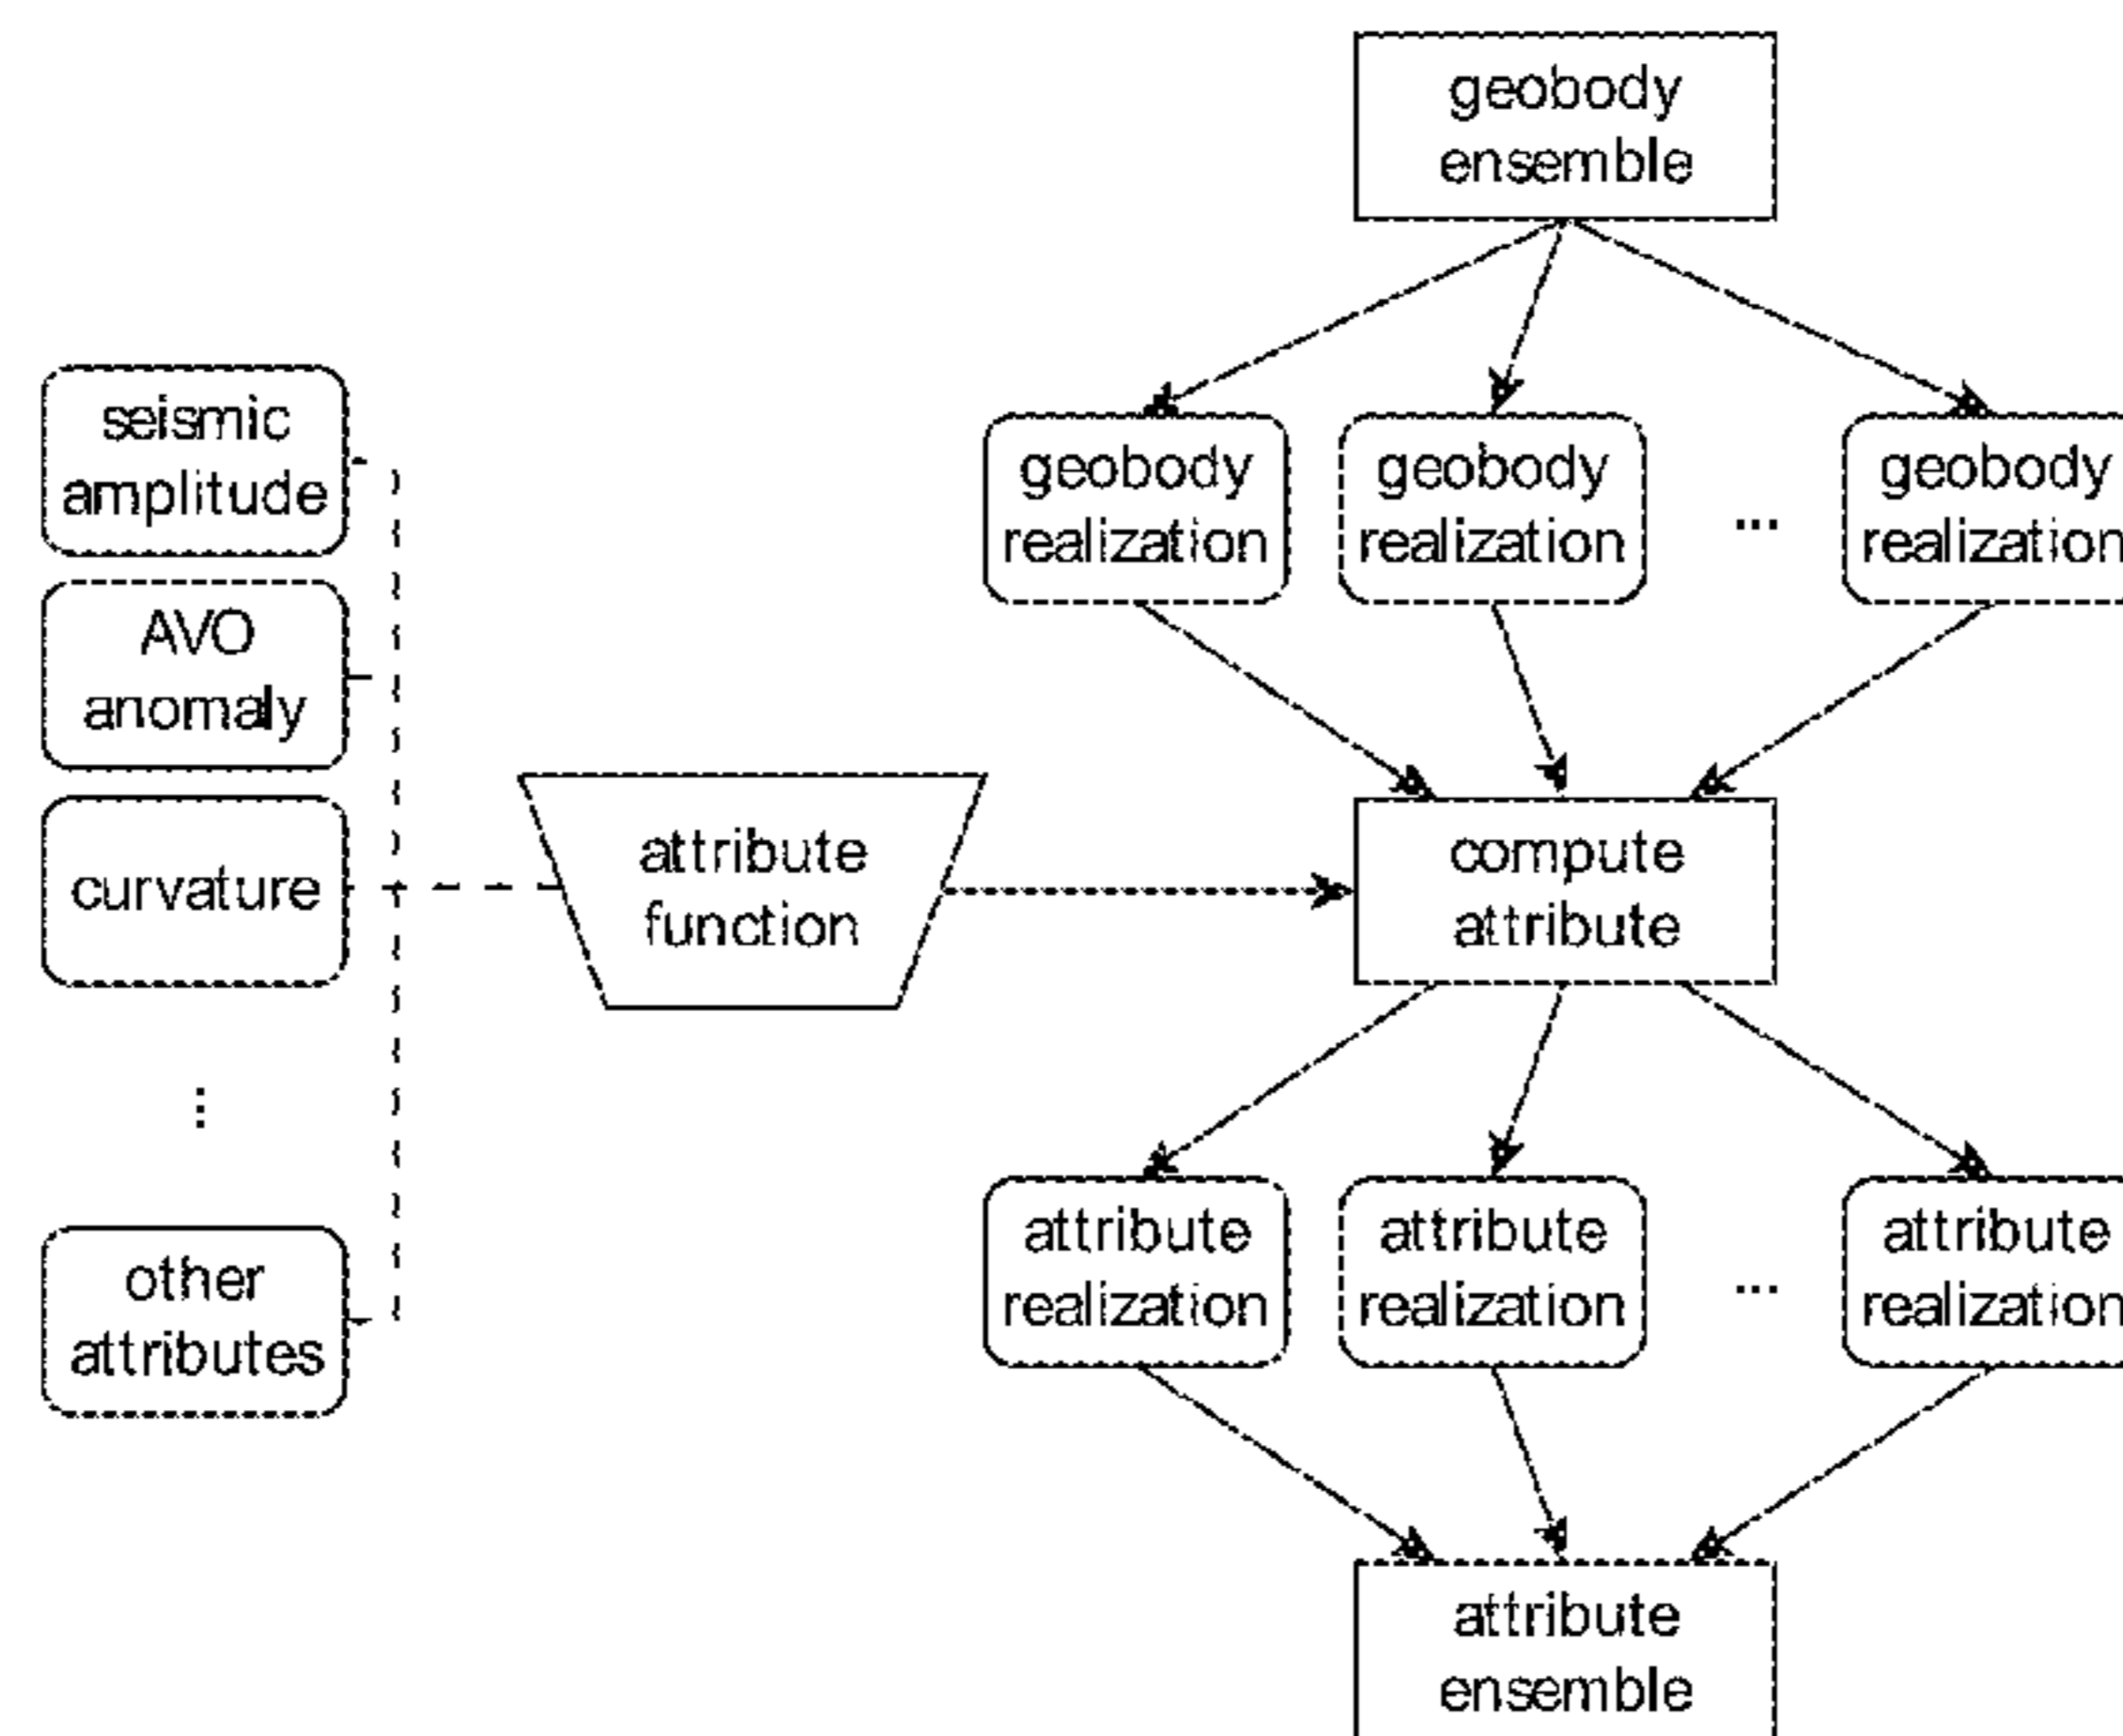 geobody
ensemble
seismic
amplitude
geobody
realization
geobody
realization
...
geobody
realization
AVO
anomaly
curvature
attribute
function
compute
attribute
...
other
attributes
attribute
realization
attribute
realization
...
attribute
realization
attribute
ensemble